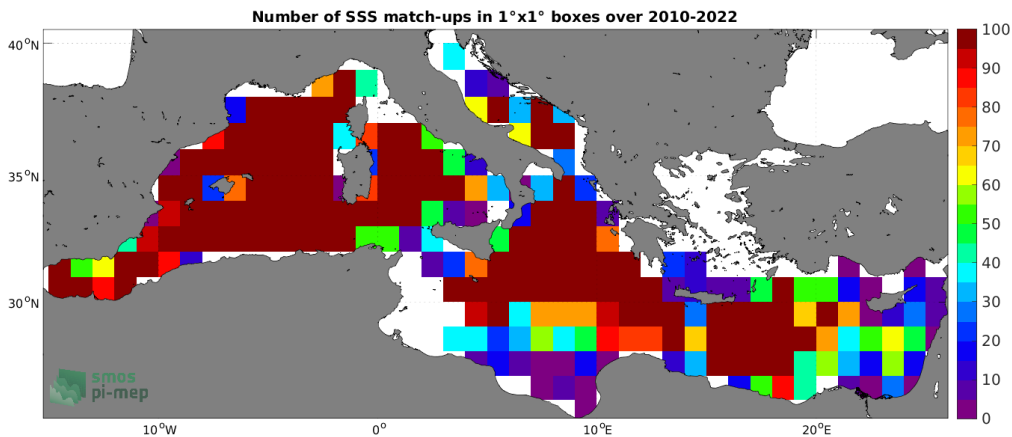 Number of SSS match-ups in 1°x1° boxes over 2010-2022
40°N
35°N
30°N
10°W
0°
10°E
20°E
100
90
80
70
60
50
40
30
20
10
0
smos
pi-mep